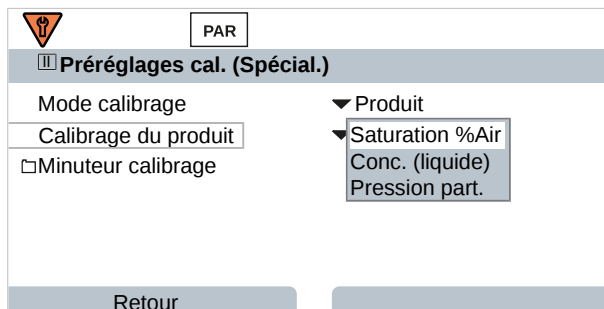 PAR
II Préréglages cal. (Spécial.)
Mode calibrage Produit
Calibrage du produit Saturation %Air
Minuteur calibrage Conc. (liquide)
Pression part.
Retour